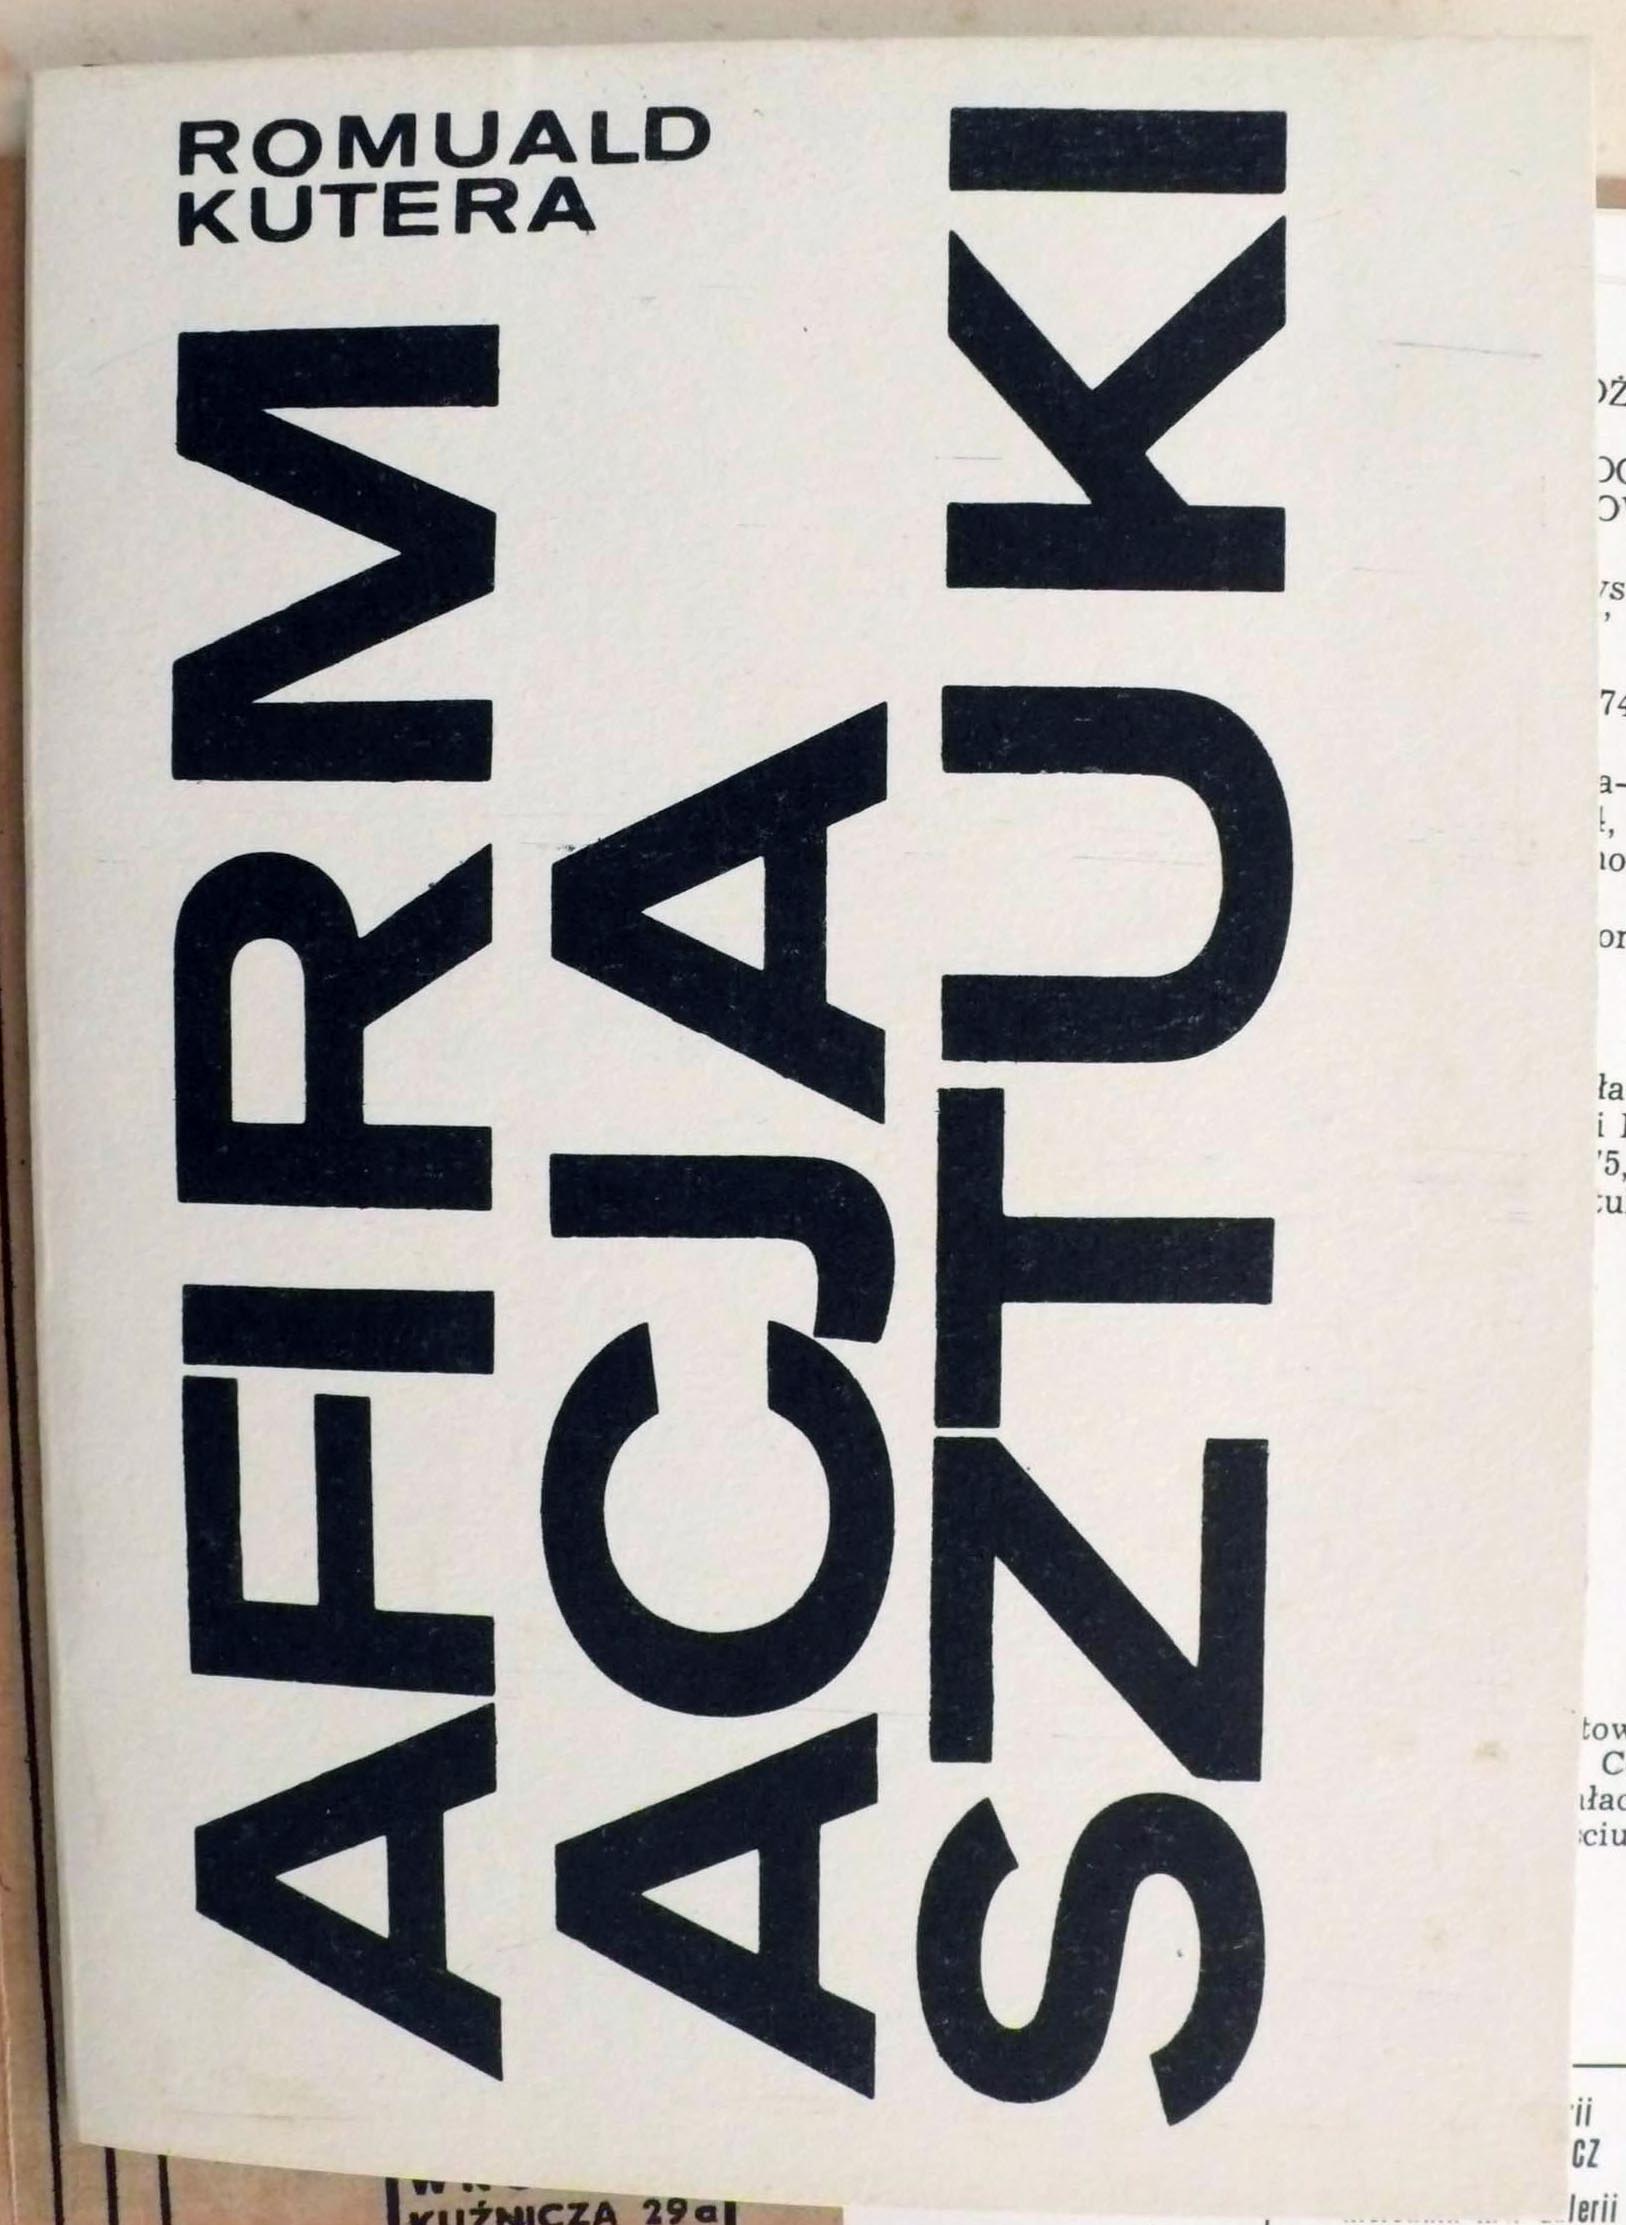 ROMUALD
KUTERA
AFIRM
ACJA
SZTUKI
KUŹNICZA 29a